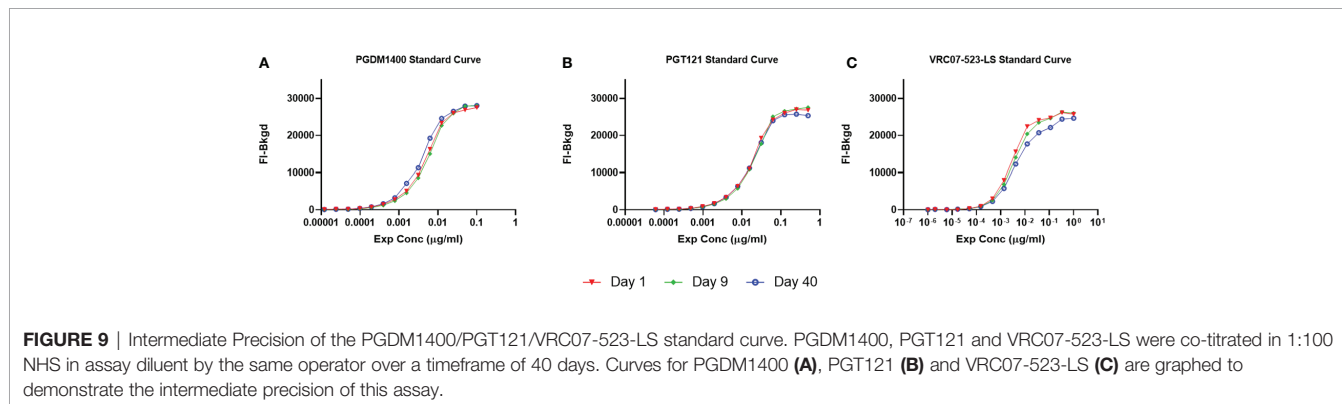 A
PGDM1400 Standard Curve
FI-Bkgd
30000
20000
10000
0
0.00001 0.0001 0.001 0.01 0.1 1
Exp Conc (µg/ml)
B
PGT121 Standard Curve
FI-Bkgd
30000
20000
10000
0
0.00001 0.0001 0.001 0.01 0.1 1
Exp Conc (µg/ml)
C
VRC07-523-LS Standard Curve
FI-Bkgd
30000
20000
10000
0
10-7 10-6 10-5 10-4 10-3 10-2 10-1 100 101
Exp Conc (µg/ml)
Day 1 Day 9 Day 40
FIGURE 9 | Intermediate Precision of the PGDM1400/PGT121/VRC07-523-LS standard curve. PGDM1400, PGT121 and VRC07-523-LS were co-titrated in 1:100
NHS in assay diluent by the same operator over a timeframe of 40 days. Curves for PGDM1400 (A), PGT121 (B) and VRC07-523-LS (C) are graphed to
demonstrate the intermediate precision of this assay.